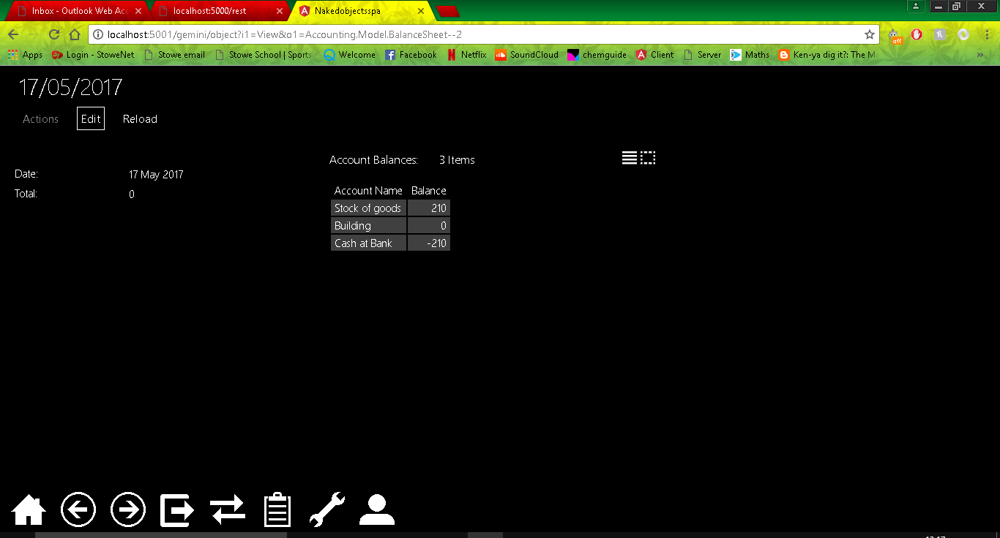 Inbox - Outlook Web Acc localhost:5000/rest Nakedobjectsspa
localhost:5001/gemini/object?i1=View&o1=Accounting.Model.BalanceSheet--2
off
Apps Login - StoweNet Stowe email Stowe School | Sports Welcome Facebook Netflix SoundCloud chemguide Client Server Maths Ken-ya dig it?: The Ma »
17/05/2017
Actions Edit Reload
Account Balances: 3 Items
Date: 17 May 2017
Total: 0
Account Name Balance
Stock of goods 210
Building 0
Cash at Bank -210